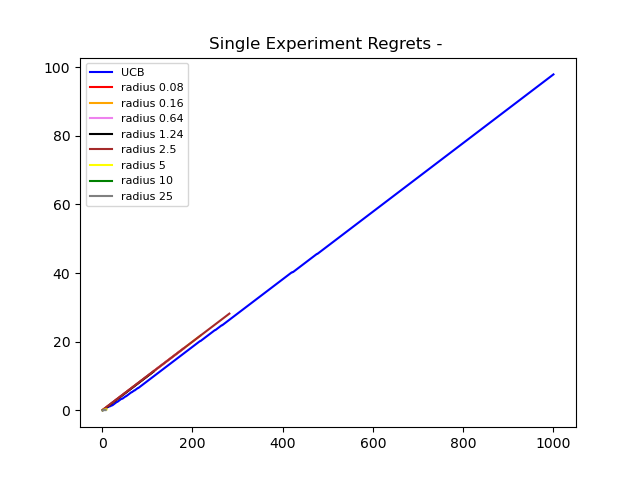 Single Experiment Regrets -
100
80
60
40
20
0
UCB
radius 0.08
radius 0.16
radius 0.64
radius 1.24
radius 2.5
radius 5
radius 10
radius 25
0 200 400 600 800 1000